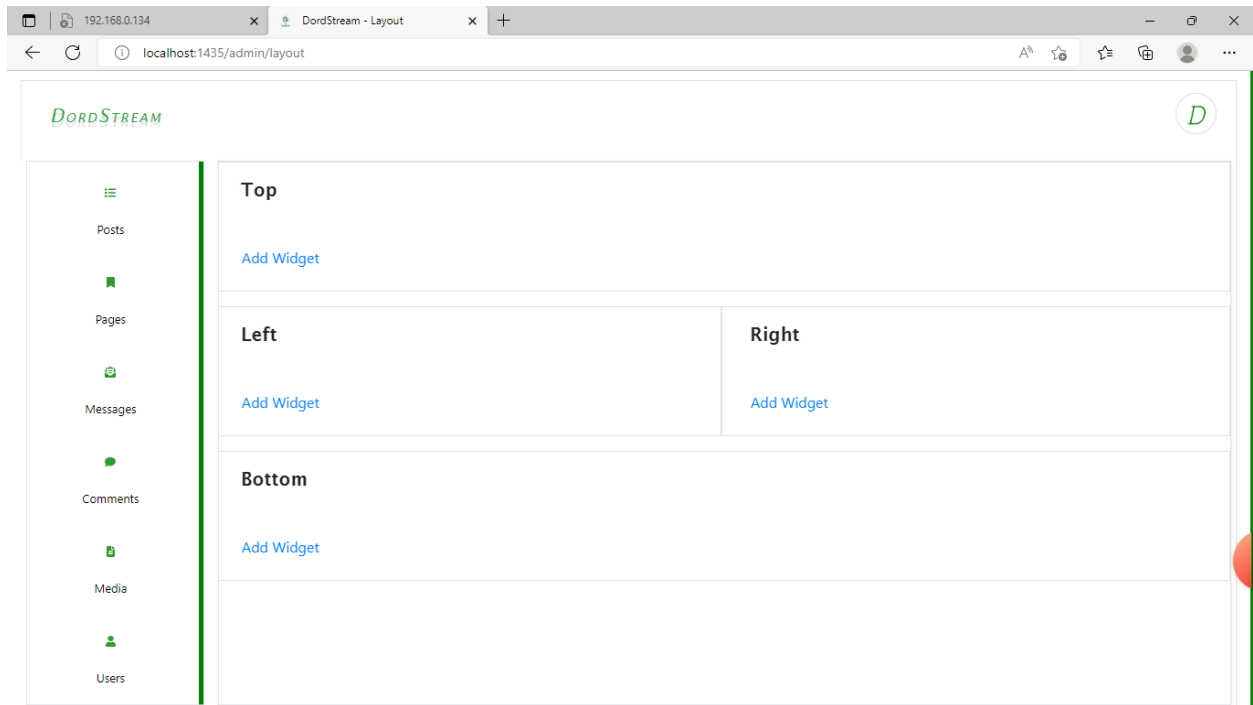 192.168.0.134
DordStream - Layout
localhost:1435/admin/layout
DORDSTREAM
D
Posts
Pages
Messages
Comments
Media
Users
Top
Add Widget
Left
Add Widget
Right
Add Widget
Bottom
Add Widget